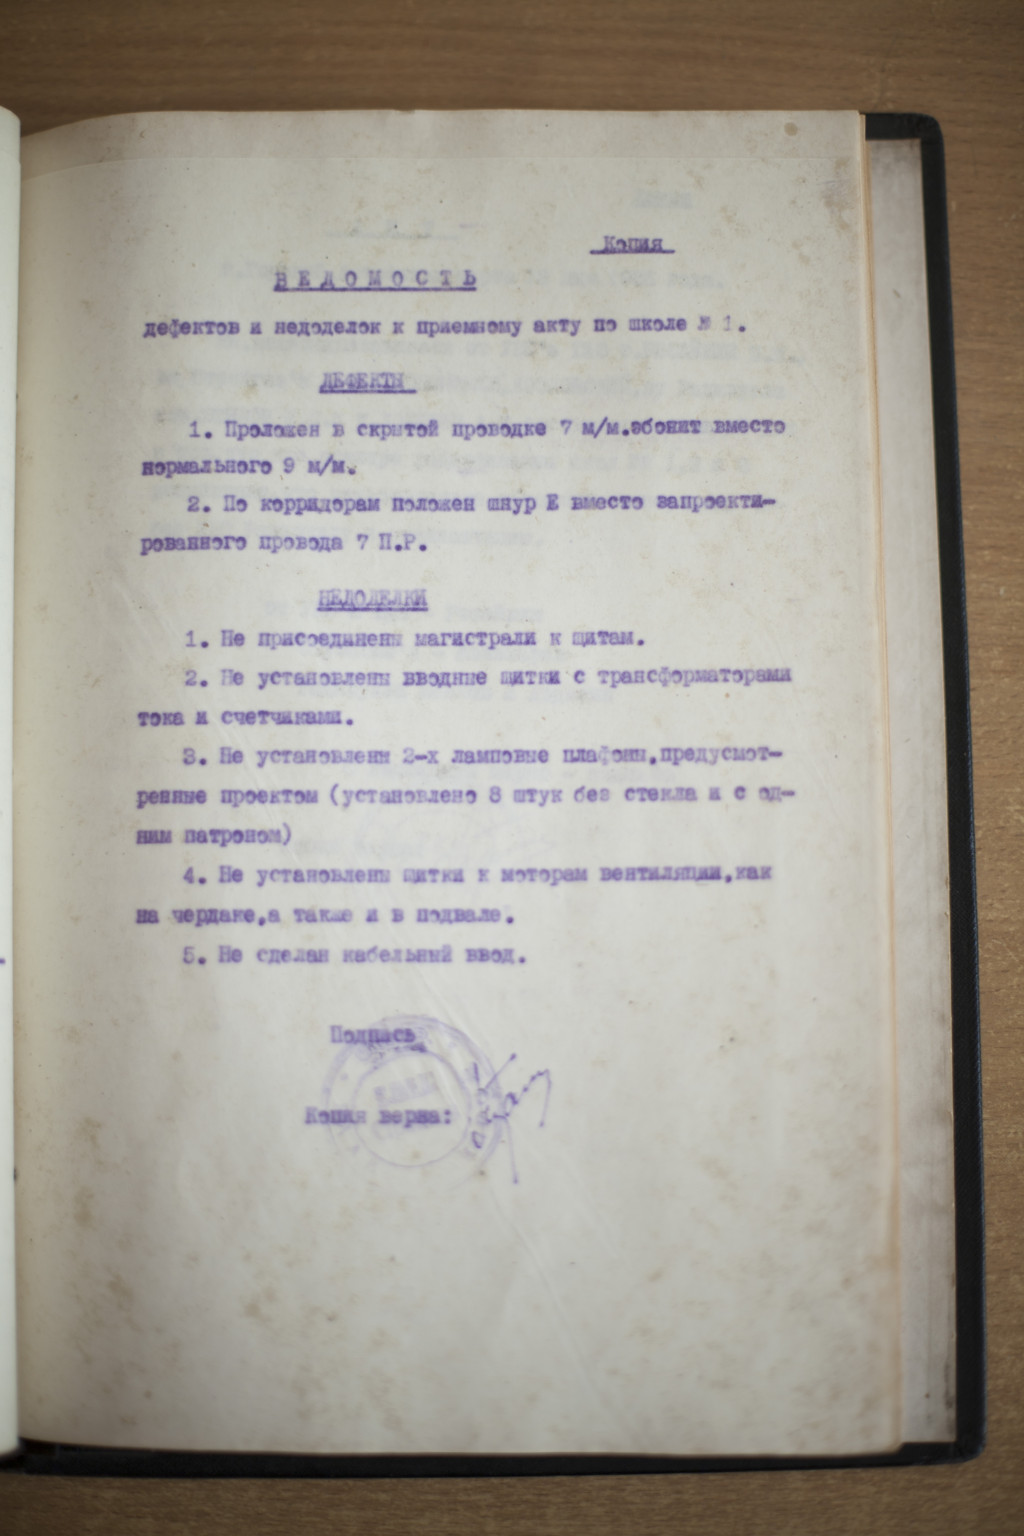 Копия
ВЕДОМОСТЬ
дефектов и недоделок к приемному акту по школе № 1.
ДЕФЕКТЫ
1. Проложен в скрытой проводке 7 м/м.эбонит вместо
нормального 9 м/м.
2. По корридорам положен шнур Е вместо запроекти-
рованного провода 7 П.Р.
НЕДОДЕЛКИ
1. Не присоединены магистрали к щитам.
2. Не установлены вводные щитки с трансформаторами
тока и счетчиками.
3. Не установлены 2-х ламповые плафоны,предусмот-
ренные проектом (установлено 8 штук без стекла и с од-
ним патроном)
4. Не установлены щитки к моторам вентиляции,как
на чердаке,а также и в подвале.
5. Не сделан кабельный ввод.
Подпись
Копия верна: